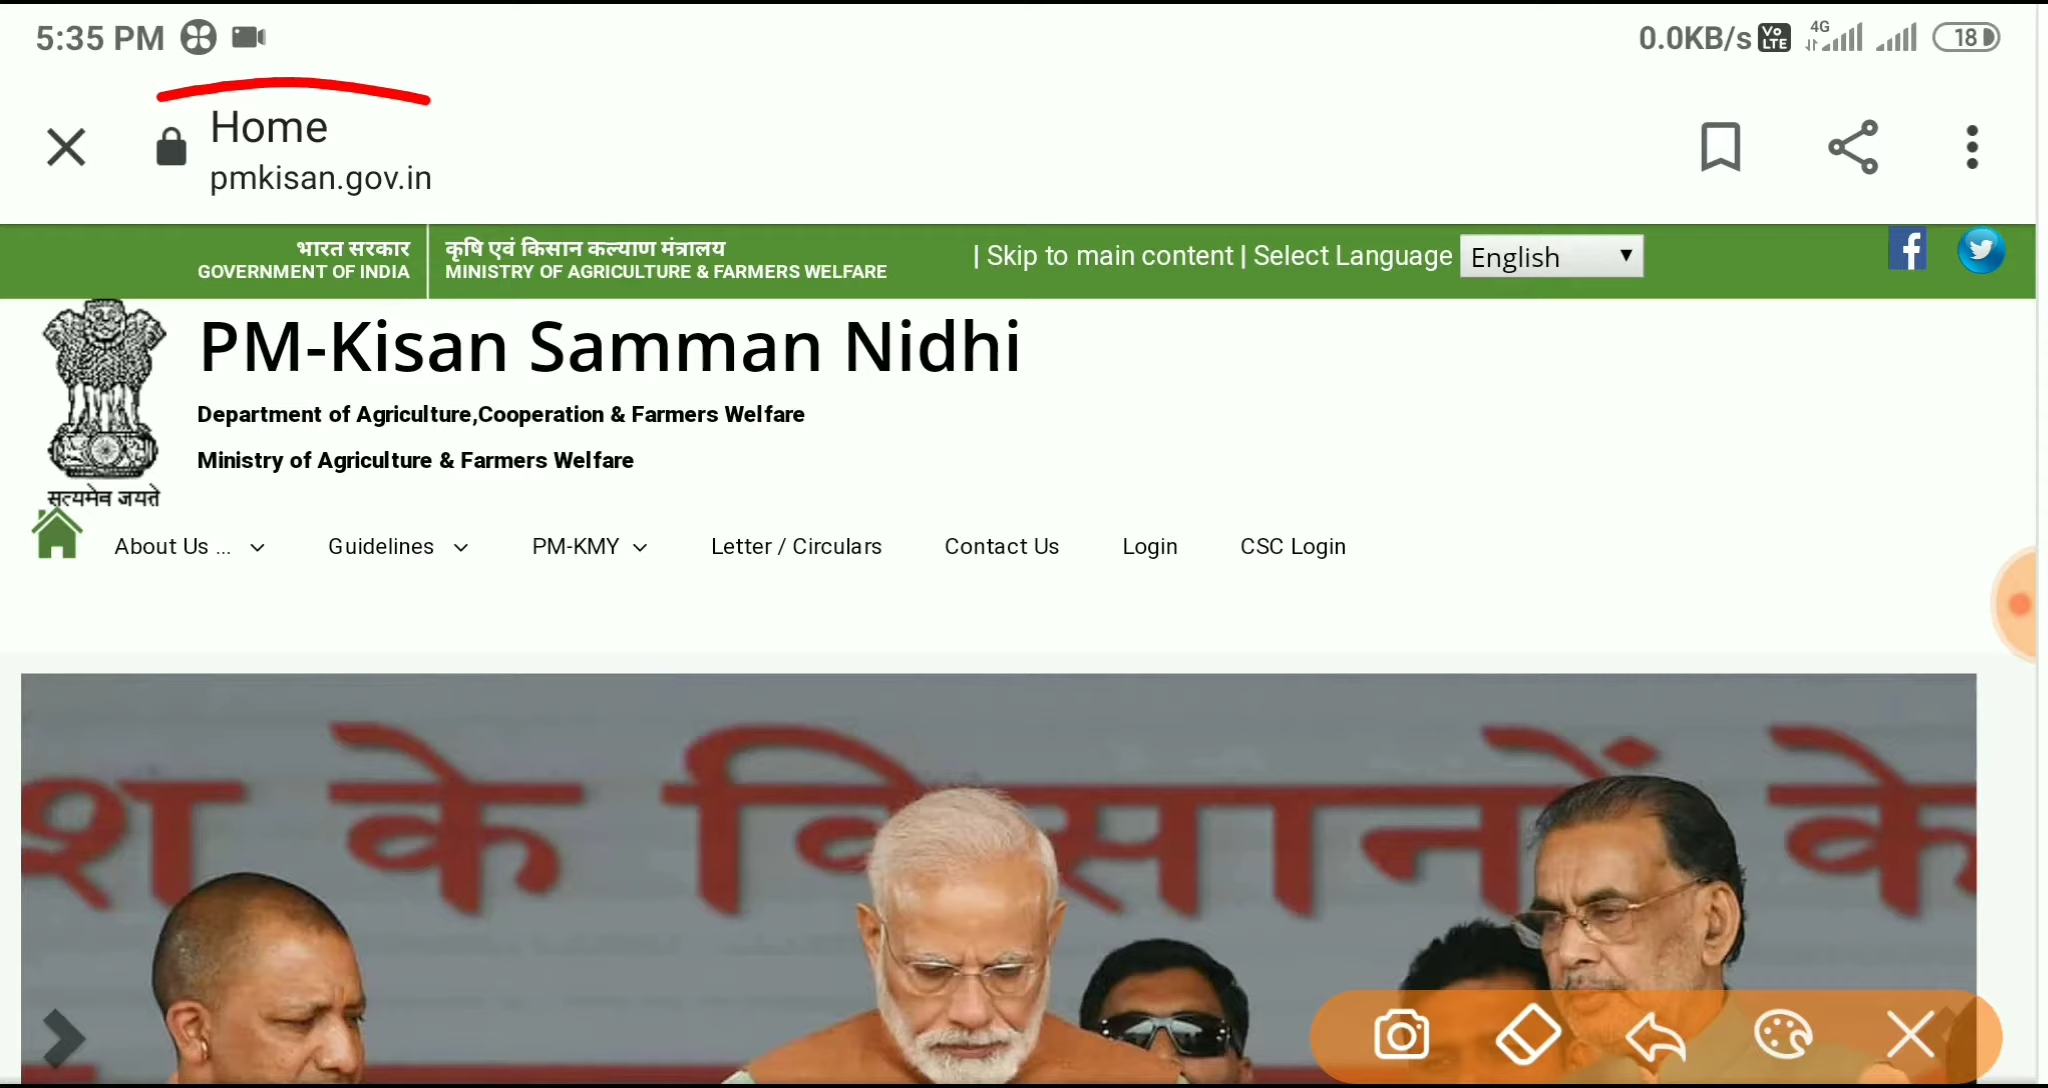 5:35 PM
0.0KB/s Vo LTE 4G 18
Home
pmkisan.gov.in
भारत सरकार
GOVERNMENT OF INDIA
कृषि एवं किसान कल्याण मंत्रालय
MINISTRY OF AGRICULTURE & FARMERS WELFARE
| Skip to main content | Select Language English
PM-Kisan Samman Nidhi
Department of Agriculture,Cooperation & Farmers Welfare
Ministry of Agriculture & Farmers Welfare
सत्यमेव जयते
About Us ... Guidelines PM-KMY Letter / Circulars Contact Us Login CSC Login
के किसानों के